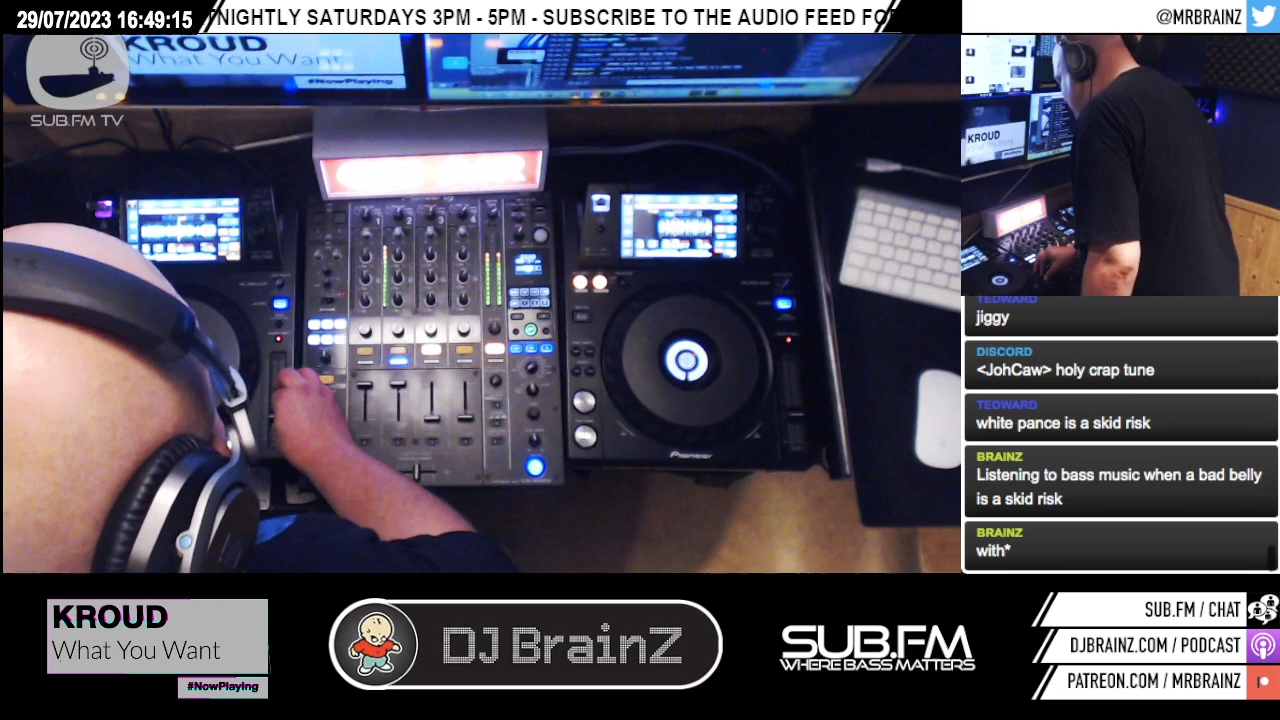 29/07/2023 16:49:15
NIGHTLY SATURDAYS 3PM - 5PM - SUBSCRIBE TO THE AUDIO FEED FO
@MRBRAINZ
KROUD
What You Want
#NowPlaying
SUB.FM TV
KROUD
Pioneer
TEDWARD
jiggy
DISCORD
<JohCaw> holy crap tune
TEDWARD
white pance is a skid risk
BRAINZ
Listening to bass music when a bad belly
is a skid risk
BRAINZ
with*
KROUD
What You Want
#NowPlaying
DJ BrainZ
SUB.FM
WHERE BASS MATTERS
SUB.FM / CHAT
DJBRAINZ.COM / PODCAST
PATREON.COM / MRBRAINZ